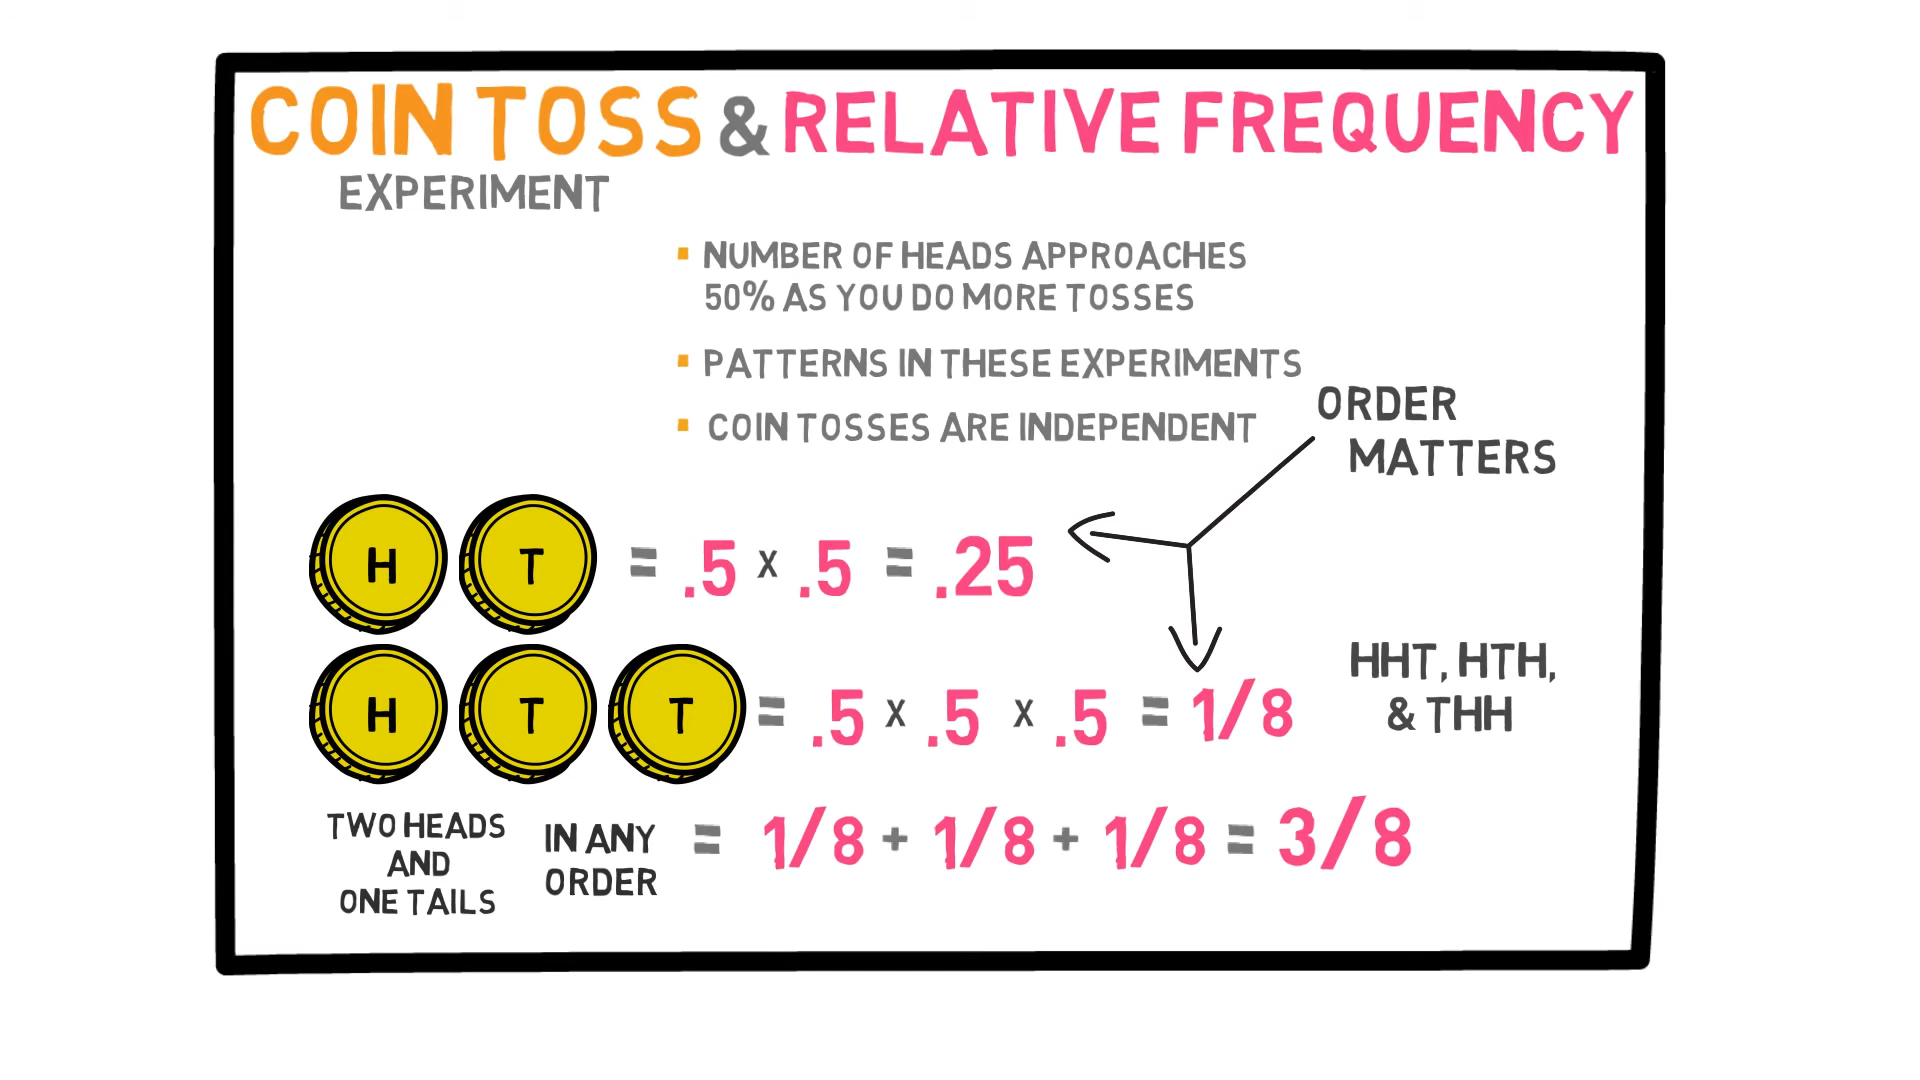 COIN TOSS & RELATIVE FREQUENCY
EXPERIMENT
▪ NUMBER OF HEADS APPROACHES
50% AS YOU DO MORE TOSSES
▪ PATTERNS IN THESE EXPERIMENTS
▪ COIN TOSSES ARE INDEPENDENT
ORDER
MATTERS
H T = .5 x .5 = .25
H T T = .5 x .5 x .5 = 1/8
HHT, HTH,
& THH
TWO HEADS
AND
ONE TAILS
IN ANY
ORDER
= 1/8 + 1/8 + 1/8 = 3/8